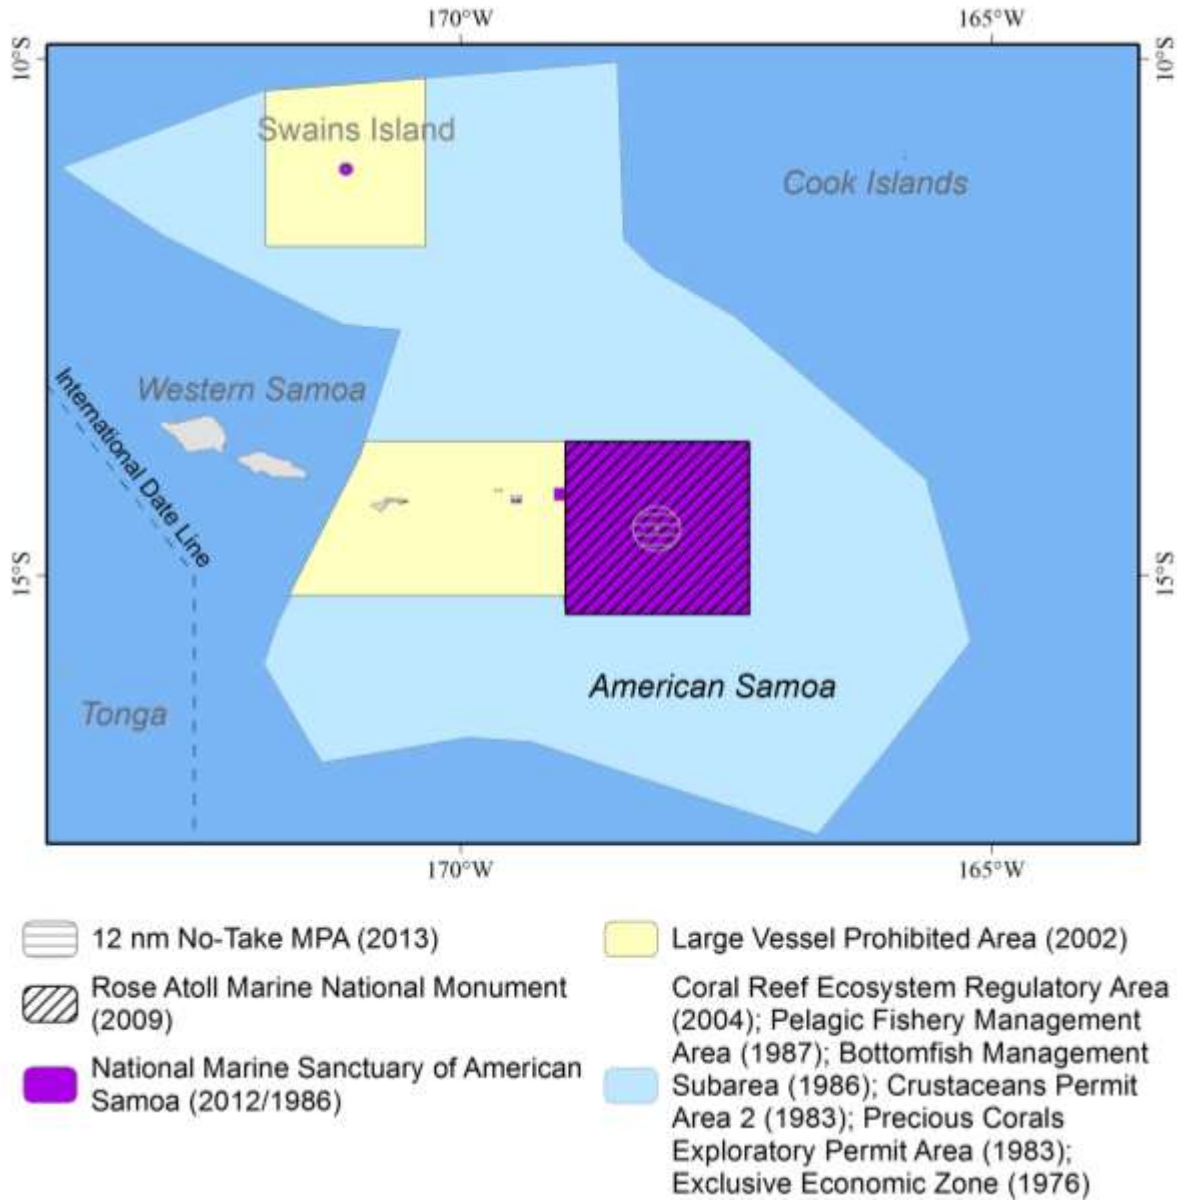 170°W
165°W
10°S
10°S
Swains Island
Cook Islands
Western Samoa
International Date Line
15°S
15°S
American Samoa
Tonga
170°W
165°W
12 nm No-Take MPA (2013)
Rose Atoll Marine National Monument
(2009)
National Marine Sanctuary of American
Samoa (2012/1986)
Large Vessel Prohibited Area (2002)
Coral Reef Ecosystem Regulatory Area
(2004); Pelagic Fishery Management
Area (1987); Bottomfish Management
Subarea (1986); Crustaceans Permit
Area 2 (1983); Precious Corals
Exploratory Permit Area (1983);
Exclusive Economic Zone (1976)